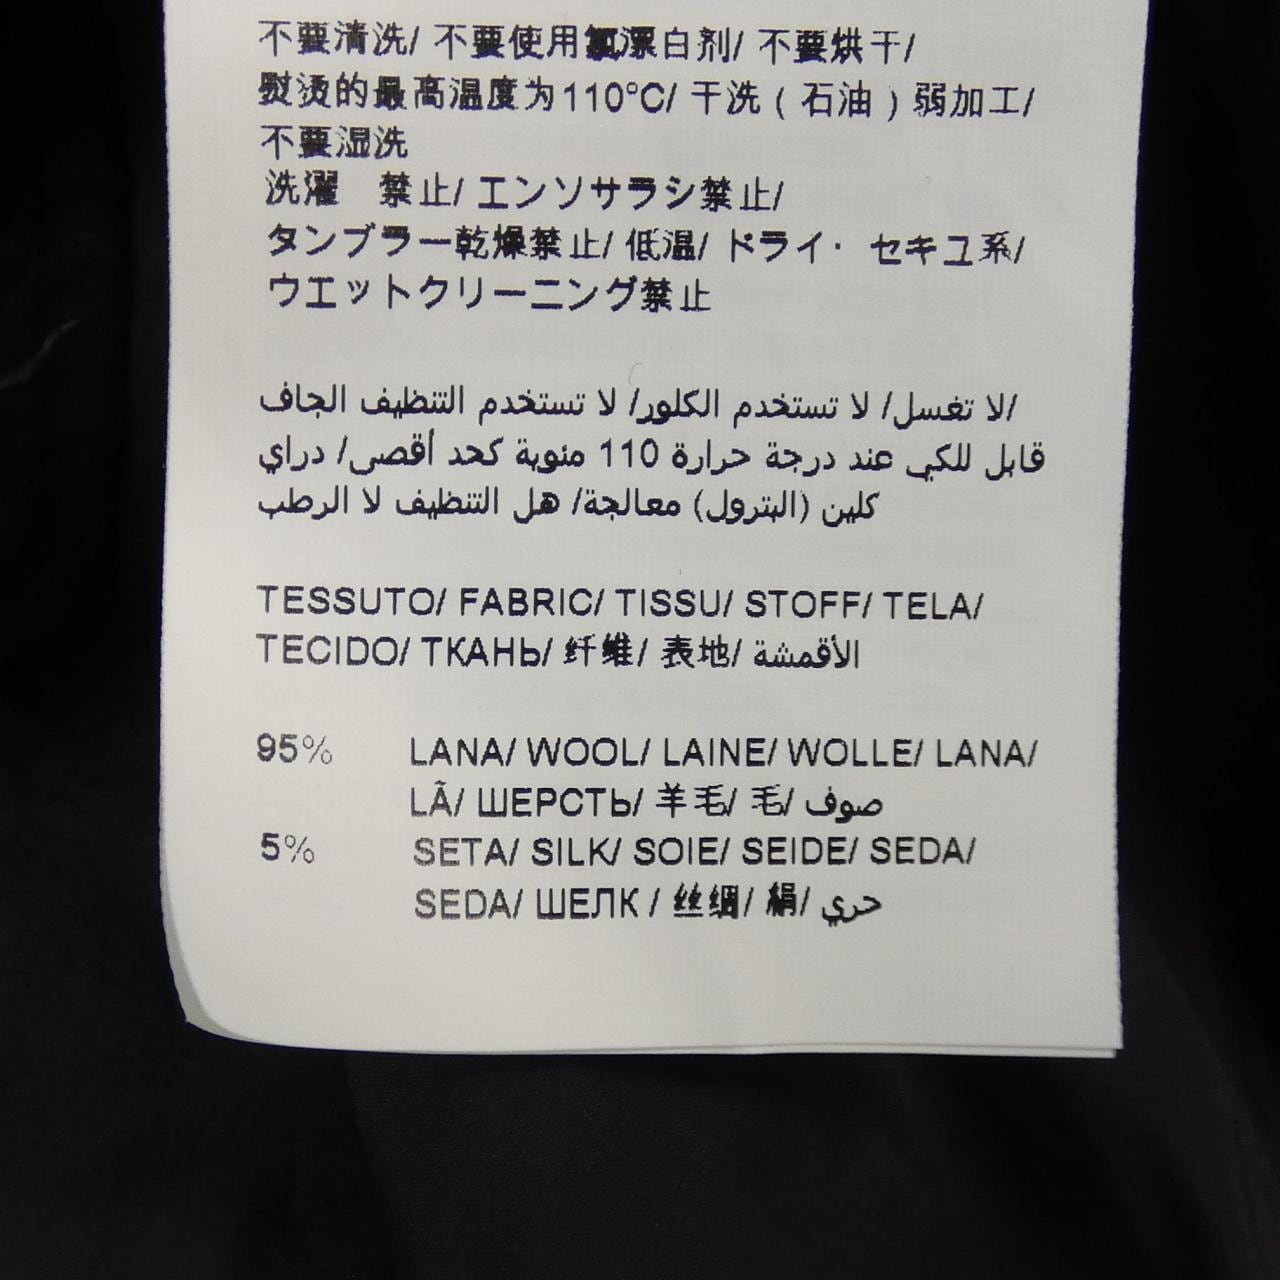 不要清洗/ 不要使用氯漂白剂/ 不要烘干/
熨烫的最高温度为110°C/ 干洗 ( 石油 ) 弱加工/
不要湿洗
洗濯 禁止/ エンソサラシ禁止/
タンブラー乾燥禁止/ 低温/ ドライ· セキユ系/
ウエットクリーニング禁止
لا تغسل/ لا تستخدم الكلور/ لا تستخدم التنظيف الجاف/
قابل للكي عند درجة حرارة 110 مئوية كحد أقصى/ دراي
كلين (البترول) معالجة/ هل التنظيف لا الرطب
TESSUTO/ FABRIC/ TISSU/ STOFF/ TELA/
TECIDO/ ТКАНЬ/ 纤维/ 表地/ الأقمشة
95% LANA/ WOOL/ LAINE/ WOLLE/ LANA/
LÃ/ ШЕРСТЬ/ 羊毛/ 毛/ صوف
5% SETA/ SILK/ SOIE/ SEIDE/ SEDA/
SEDA/ ШЕЛК / 丝绸/ 絹/ حري